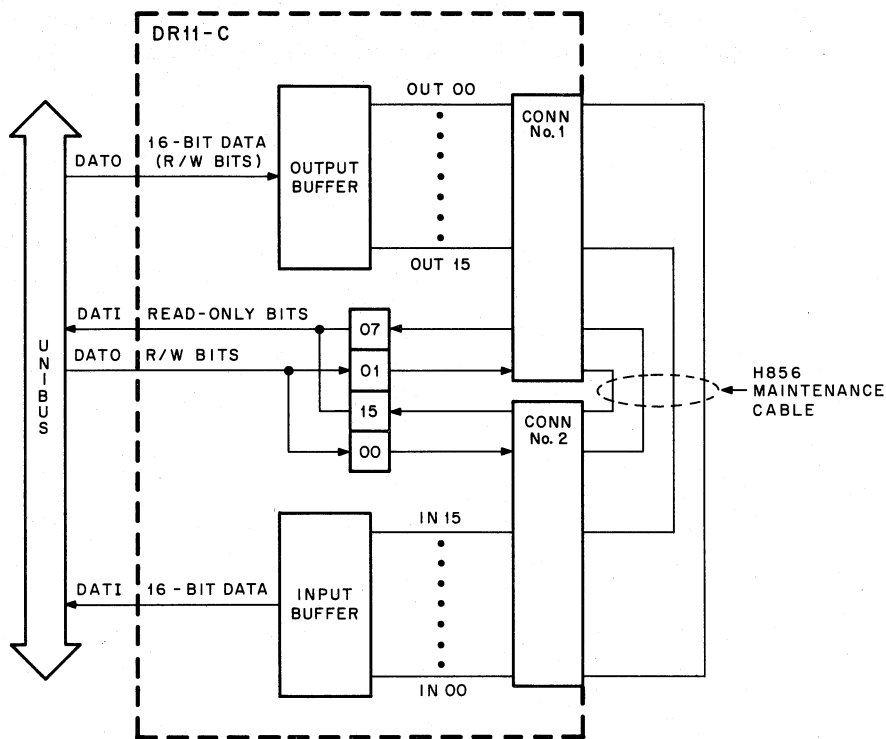 DR11-C
OUT 00
CONN
No.1
16-BIT DATA
(R/W BITS)
DATO
OUTPUT
BUFFER
OUT 15
DATI
READ-ONLY BITS
07
DATO
R/W BITS
01
15
00
UNIBUS
H856
MAINTENANCE
CABLE
CONN
No. 2
IN 15
DATI
16-BIT DATA
INPUT
BUFFER
IN 00